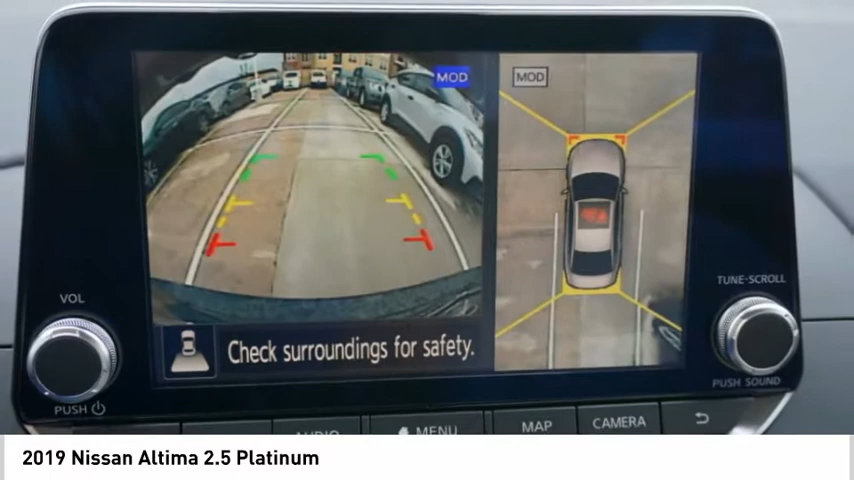 MOD
MOD
VOL
TUNE-SCROLL
Check surroundings for safety.
PUSH
PUSH SOUND
AUDIO
MENU
MAP
CAMERA
2019 Nissan Altima 2.5 Platinum